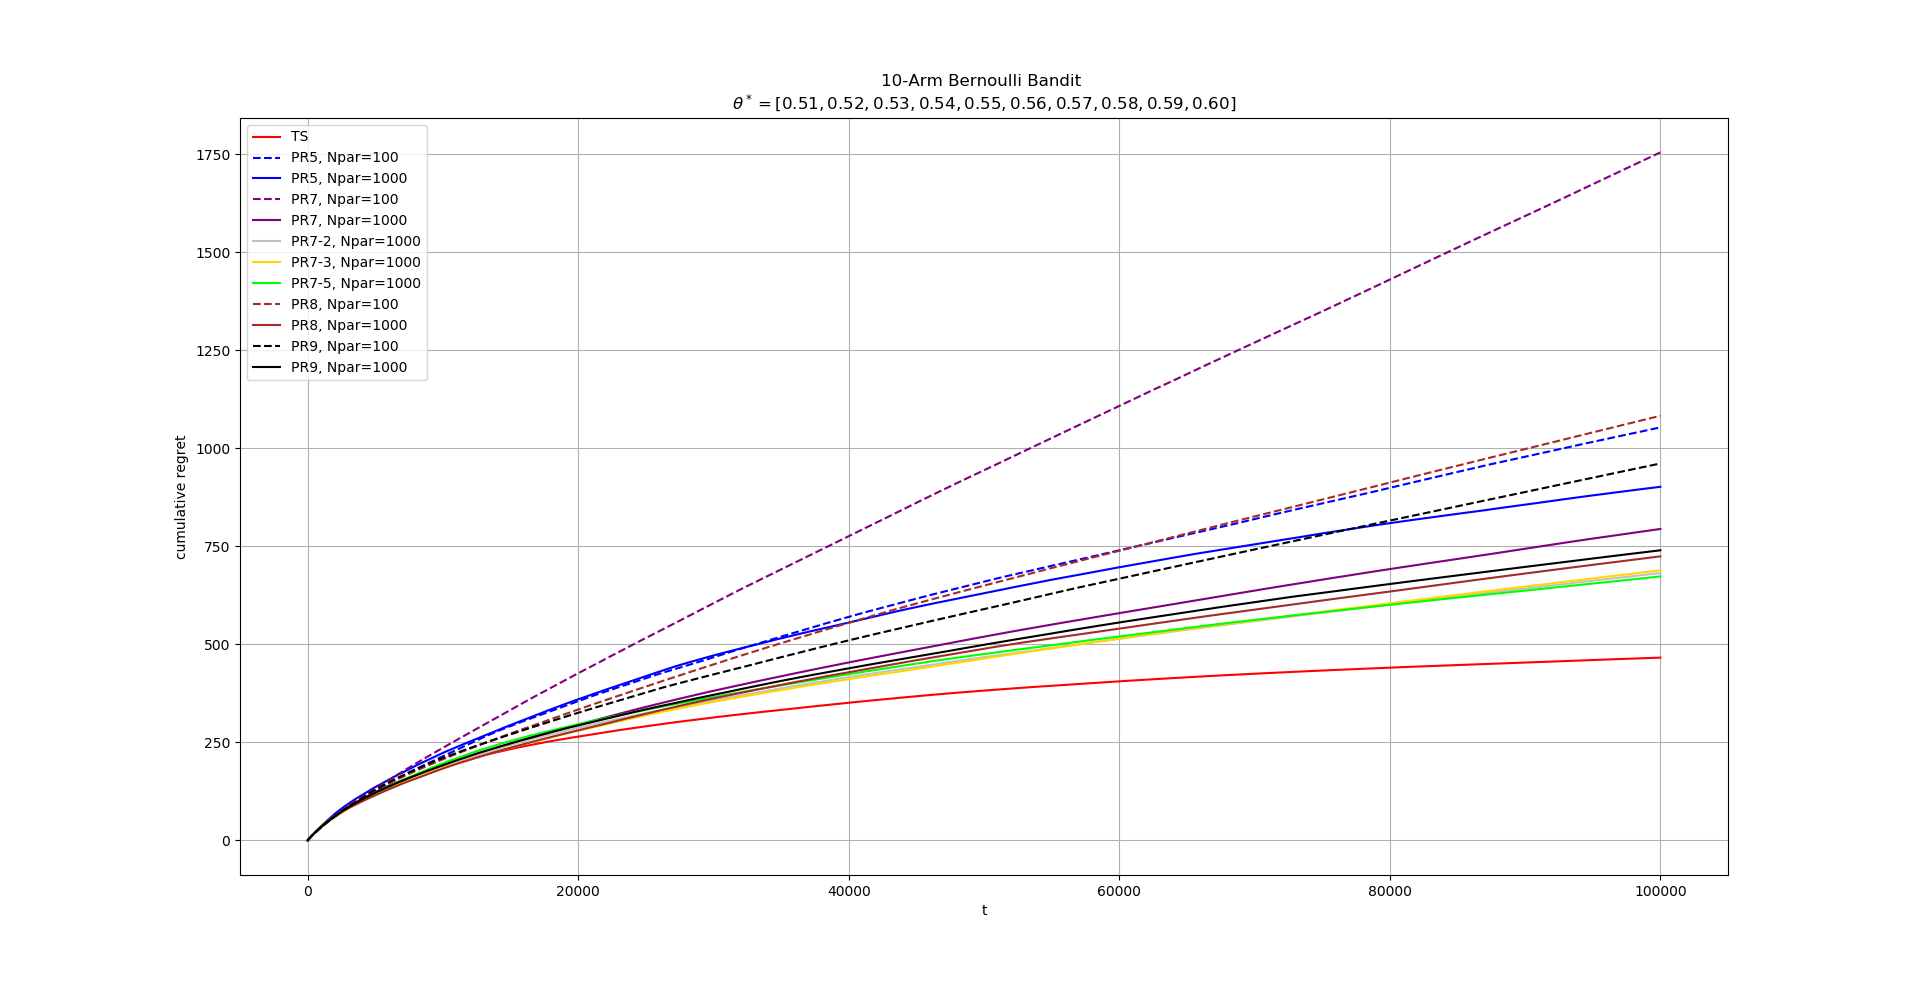 10-Arm Bernoulli Bandit
θ* = [0.51, 0.52, 0.53, 0.54, 0.55, 0.56, 0.57, 0.58, 0.59, 0.60]
TS
PR5, Npar=100
PR5, Npar=1000
PR7, Npar=100
PR7, Npar=1000
PR7-2, Npar=1000
PR7-3, Npar=1000
PR7-5, Npar=1000
PR8, Npar=100
PR8, Npar=1000
PR9, Npar=100
PR9, Npar=1000
cumulative regret
1750
1500
1250
1000
750
500
250
0
0 20000 40000 60000 80000 100000
t